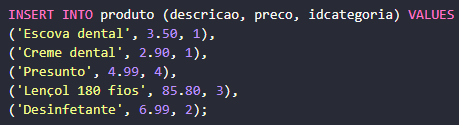 INSERT INTO produto (descricao, preco, idcategoria) VALUES
('Escova dental', 3.50, 1),
('Creme dental', 2.90, 1),
('Presunto', 4.99, 4),
('Lençol 180 fios', 85.80, 3),
('Desinfetante', 6.99, 2);